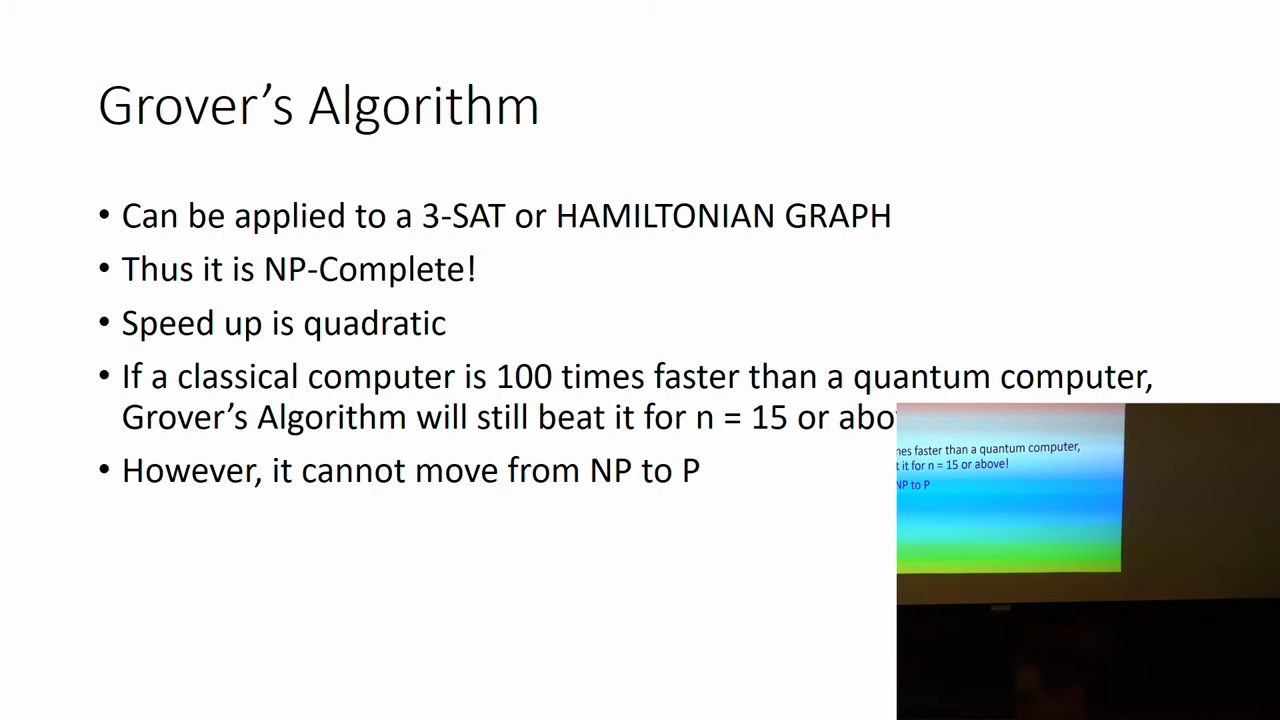 Grover’s Algorithm
• Can be applied to a 3-SAT or HAMILTONIAN GRAPH
• Thus it is NP-Complete!
• Speed up is quadratic
• If a classical computer is 100 times faster than a quantum computer,
Grover’s Algorithm will still beat it for n = 15 or abo
• However, it cannot move from NP to P
nes faster than a quantum computer,
t it for n = 15 or above!
NP to P